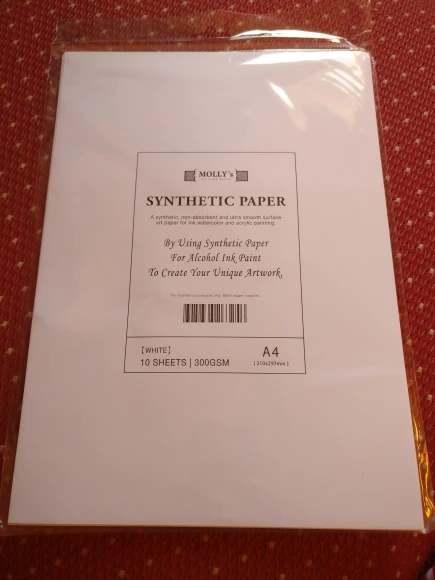 MOLLY's
SYNTHETIC PAPER
A synthetic, non-absorbent and ultra smooth surface
art paper for ink,watercolor and acrylic painting.
By Using Synthetic Paper
For Alcohol Ink Paint
To Create Your Unique Artwork.
【WHITE】
10 SHEETS | 300GSM
A4
(210x297mm)